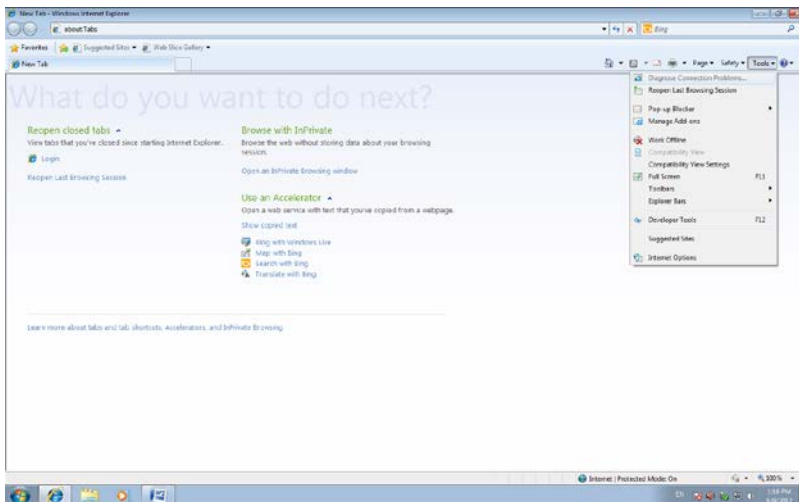 New Tab - Windows Internet Explorer
about:Tabs
Bing
Favorites Suggested Sites Web Slice Gallery
New Tab
Page Safety Tools
What do you want to do next?
Reopen closed tabs
View tabs that you've closed since starting Internet Explorer.
Login
Reopen Last Browsing Session
Browse with InPrivate
Browse the web without storing data about your browsing
session.
Open an InPrivate Browsing window
Use an Accelerator
Open a web service with text that you've copied from a webpage.
Show copied text
Blog with Windows Live
Map with Bing
Search with Bing
Translate with Bing
Learn more about tabs and tab shortcuts, Accelerators, and InPrivate Browsing.
Diagnose Connection Problems...
Reopen Last Browsing Session
Pop-up Blocker
Manage Add-ons
Work Offline
Compatibility View
Compatibility View Settings
Full Screen F11
Toolbars
Explorer Bars
Developer Tools F12
Suggested Sites
Internet Options
Internet | Protected Mode: On
100%
EN
1:58 PM